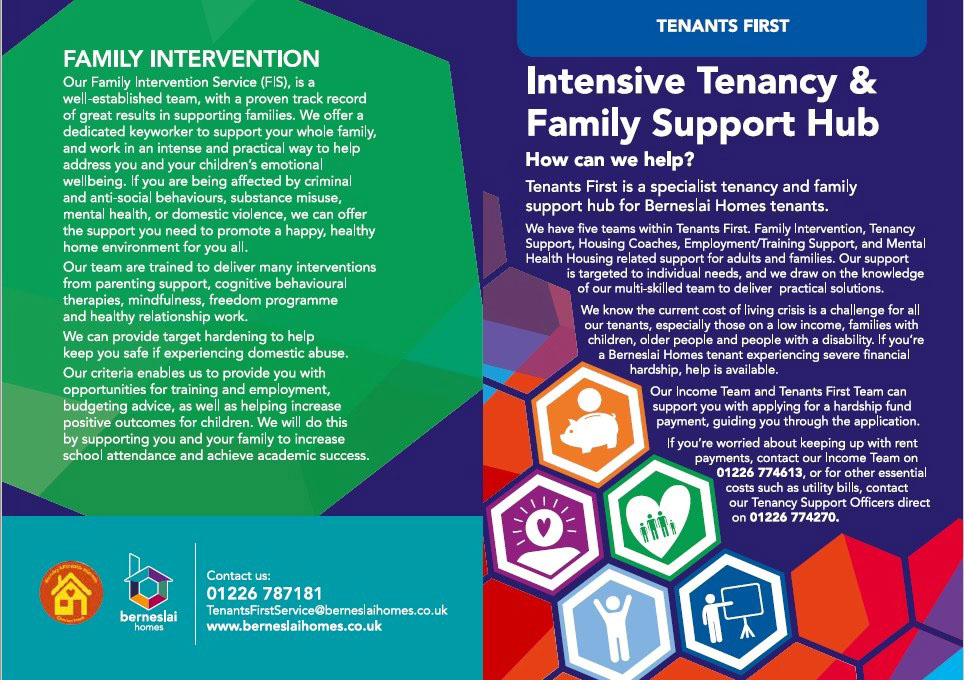 FAMILY INTERVENTION
Our Family Intervention Service (FIS), is a
well-established team, with a proven track record
of great results in supporting families. We offer a
dedicated keyworker to support your whole family,
and work in an intense and practical way to help
address you and your children's emotional
wellbeing. If you are being affected by criminal
and anti-social behaviours, substance misuse,
mental health, or domestic violence, we can offer
the support you need to promote a happy, healthy
home environment for you all.
Our team are trained to deliver many interventions
from parenting support, cognitive behavioural
therapies, mindfulness, freedom programme
and healthy relationship work.
We can provide target hardening to help
keep you safe if experiencing domestic abuse.
Our criteria enables us to provide you with
opportunities for training and employment,
budgeting advice, as well as helping increase
positive outcomes for children. We will do this
by supporting you and your family to increase
school attendance and achieve academic success.
berneslai
homes
Contact us:
01226 787181
TenantsFirstService@berneslaihomes.co.uk
www.berneslaihomes.co.uk
TENANTS FIRST
Intensive Tenancy &
Family Support Hub
How can we help?
Tenants First is a specialist tenancy and family
support hub for Berneslai Homes tenants.
We have five teams within Tenants First. Family Intervention, Tenancy
Support, Housing Coaches, Employment/Training Support, and Mental
Health Housing related support for adults and families. Our support
is targeted to individual needs, and we draw on the knowledge
of our multi-skilled team to deliver practical solutions.
We know the current cost of living crisis is a challenge for all
our tenants, especially those on a low income, families with
children, older people and people with a disability. If you're
a Berneslai Homes tenant experiencing severe financial
hardship, help is available.
Our Income Team and Tenants First Team can
support you with applying for a hardship fund
payment, guiding you through the application.
If you're worried about keeping up with rent
payments, contact our Income Team on
01226 774613, or for other essential
costs such as utility bills, contact
our Tenancy Support Officers direct
on 01226 774270.